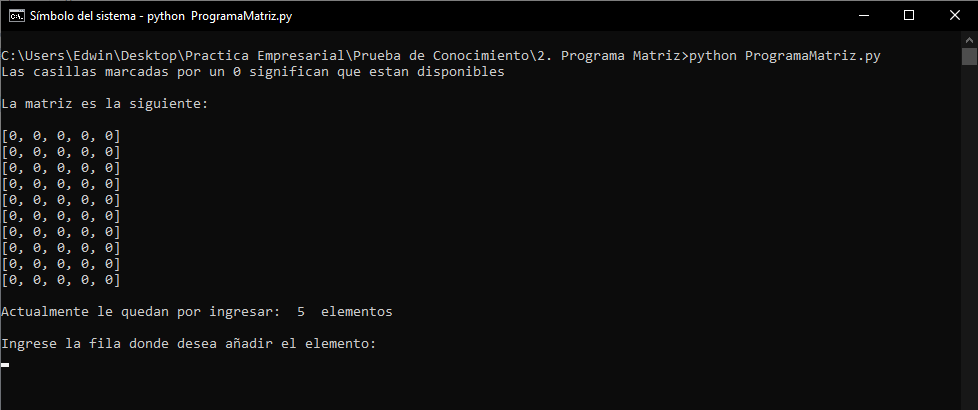 Símbolo del sistema - python  ProgramaMatriz.py
C:\Users\Edwin\Desktop\Practica Empresarial\Prueba de Conocimiento\2. Programa Matriz>python ProgramaMatriz.py
Las casillas marcadas por un 0 significan que estan disponibles
La matriz es la siguiente:
[0, 0, 0, 0, 0]
[0, 0, 0, 0, 0]
[0, 0, 0, 0, 0]
[0, 0, 0, 0, 0]
[0, 0, 0, 0, 0]
[0, 0, 0, 0, 0]
[0, 0, 0, 0, 0]
[0, 0, 0, 0, 0]
[0, 0, 0, 0, 0]
[0, 0, 0, 0, 0]
Actualmente le quedan por ingresar:  5  elementos
Ingrese la fila donde desea añadir el elemento: